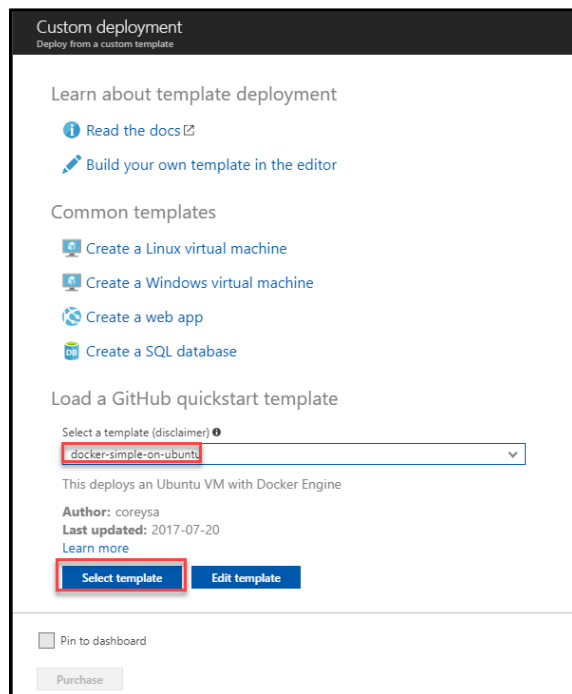 Custom deployment
Deploy from a custom template
Learn about template deployment
Read the docs
Build your own template in the editor
Common templates
Create a Linux virtual machine
Create a Windows virtual machine
Create a web app
DB Create a SQL database
Load a GitHub quickstart template
Select a template (disclaimer)
docker-simple-on-ubuntu
This deploys an Ubuntu VM with Docker Engine
Author: coreysa
Last updated: 2017-07-20
Learn more
Select template Edit template
Pin to dashboard
Purchase